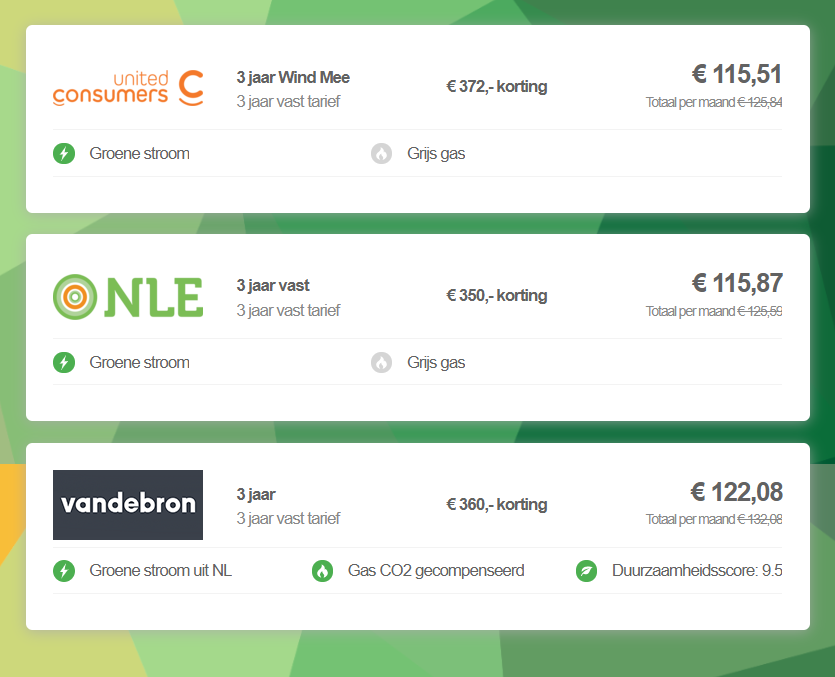 united consumers C
3 jaar Wind Mee
3 jaar vast tarief
€ 372,- korting
€ 115,51
Totaal per maand € 125,84
Groene stroom
Grijs gas
NLE
3 jaar vast
3 jaar vast tarief
€ 350,- korting
€ 115,87
Totaal per maand € 125,59
Groene stroom
Grijs gas
vandebron
3 jaar
3 jaar vast tarief
€ 360,- korting
€ 122,08
Totaal per maand € 132,08
Groene stroom uit NL
Gas CO2 gecompenseerd
Duurzaamheidsscore: 9.5